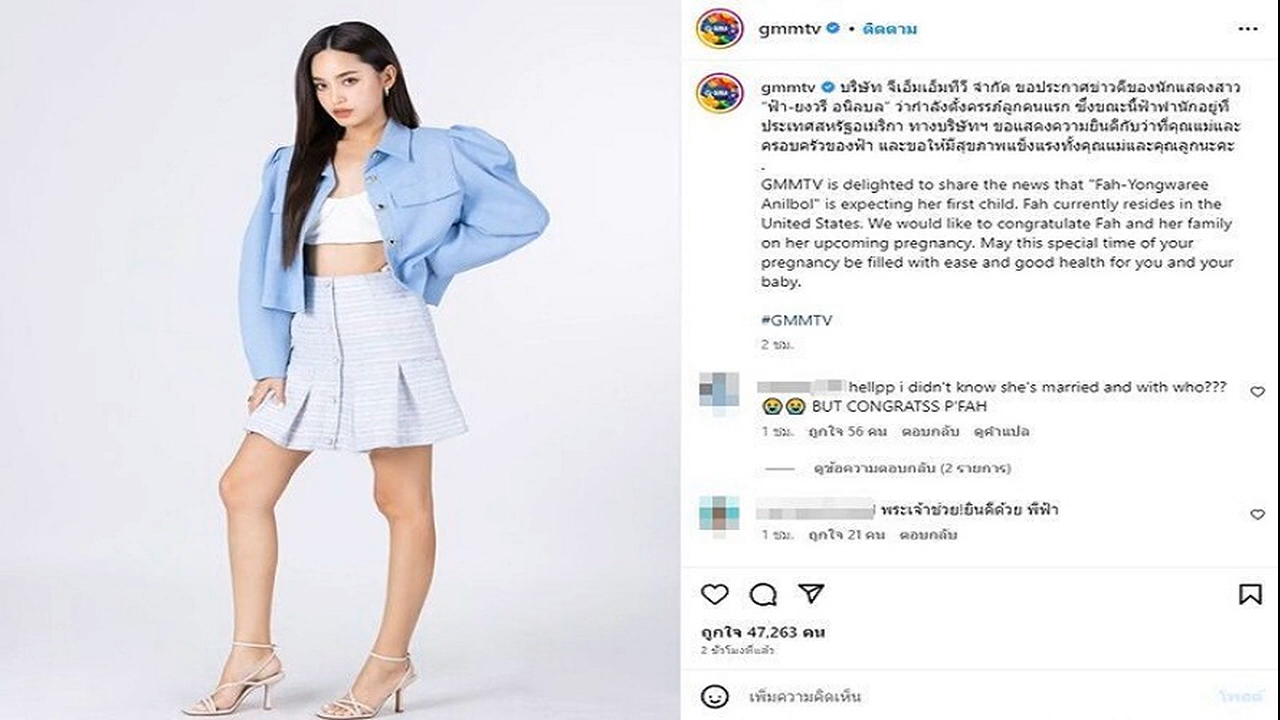 gmmtv • ติดตาม
gmmtv บริษัท จีเอ็มเอ็มทีวี จำกัด ขอประกาศข่าวดีของนักแสดงสาว
"ฟ้า-ยงวรี อนิลบล" ว่ากำลังตั้งครรภ์ลูกคนแรก ซึ่งขณะนี้ฟ้าพำนักอยู่ที่
ประเทศสหรัฐอเมริกา ทางบริษัทฯ ขอแสดงความยินดีกับว่าที่คุณแม่และ
ครอบครัวของฟ้า และขอให้มีสุขภาพแข็งแรงทั้งคุณแม่และคุณลูกนะคะ
.
GMMTV is delighted to share the news that "Fah-Yongwaree
Anilbol" is expecting her first child. Fah currently resides in the
United States. We would like to congratulate Fah and her family
on her upcoming pregnancy. May this special time of your
pregnancy be filled with ease and good health for you and your
baby.
#GMMTV
2 ชม.
hellpp i didn't know she's married and with who???
😭😭 BUT CONGRATSS P'FAH
1 ชม. ถูกใจ 56 คน ตอบกลับ ดูคำแปล
ดูข้อความตอบกลับ (2 รายการ)
พระเจ้าช่วย!ยินดีด้วย พี่ฟ้า
1 ชม. ถูกใจ 21 คน ตอบกลับ
ถูกใจ 47,263 คน
2 ชั่วโมงที่แล้ว
เพิ่มความคิดเห็น
โพสต์